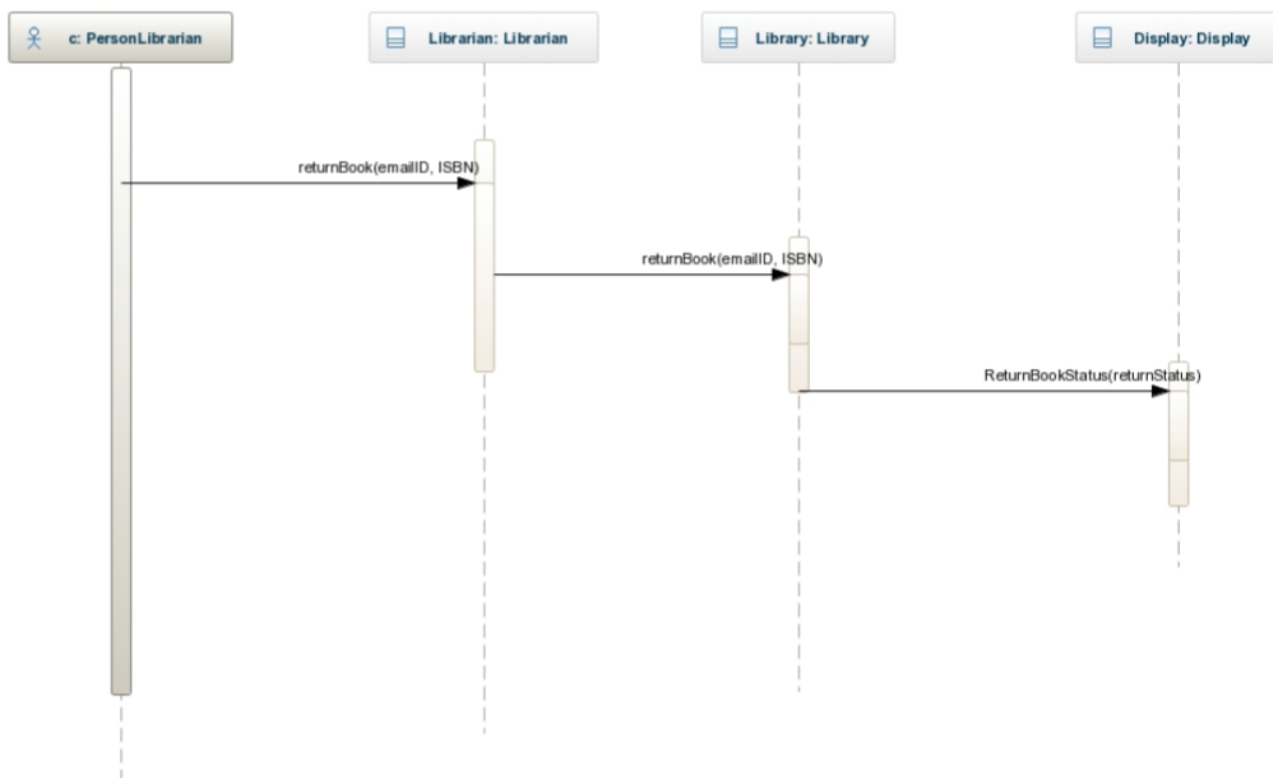 c: PersonLibrarian
Librarian: Librarian
Library: Library
Display: Display
returnBook(emailID, ISBN)
returnBook(emailID, ISBN)
ReturnBookStatus(returnStatus)